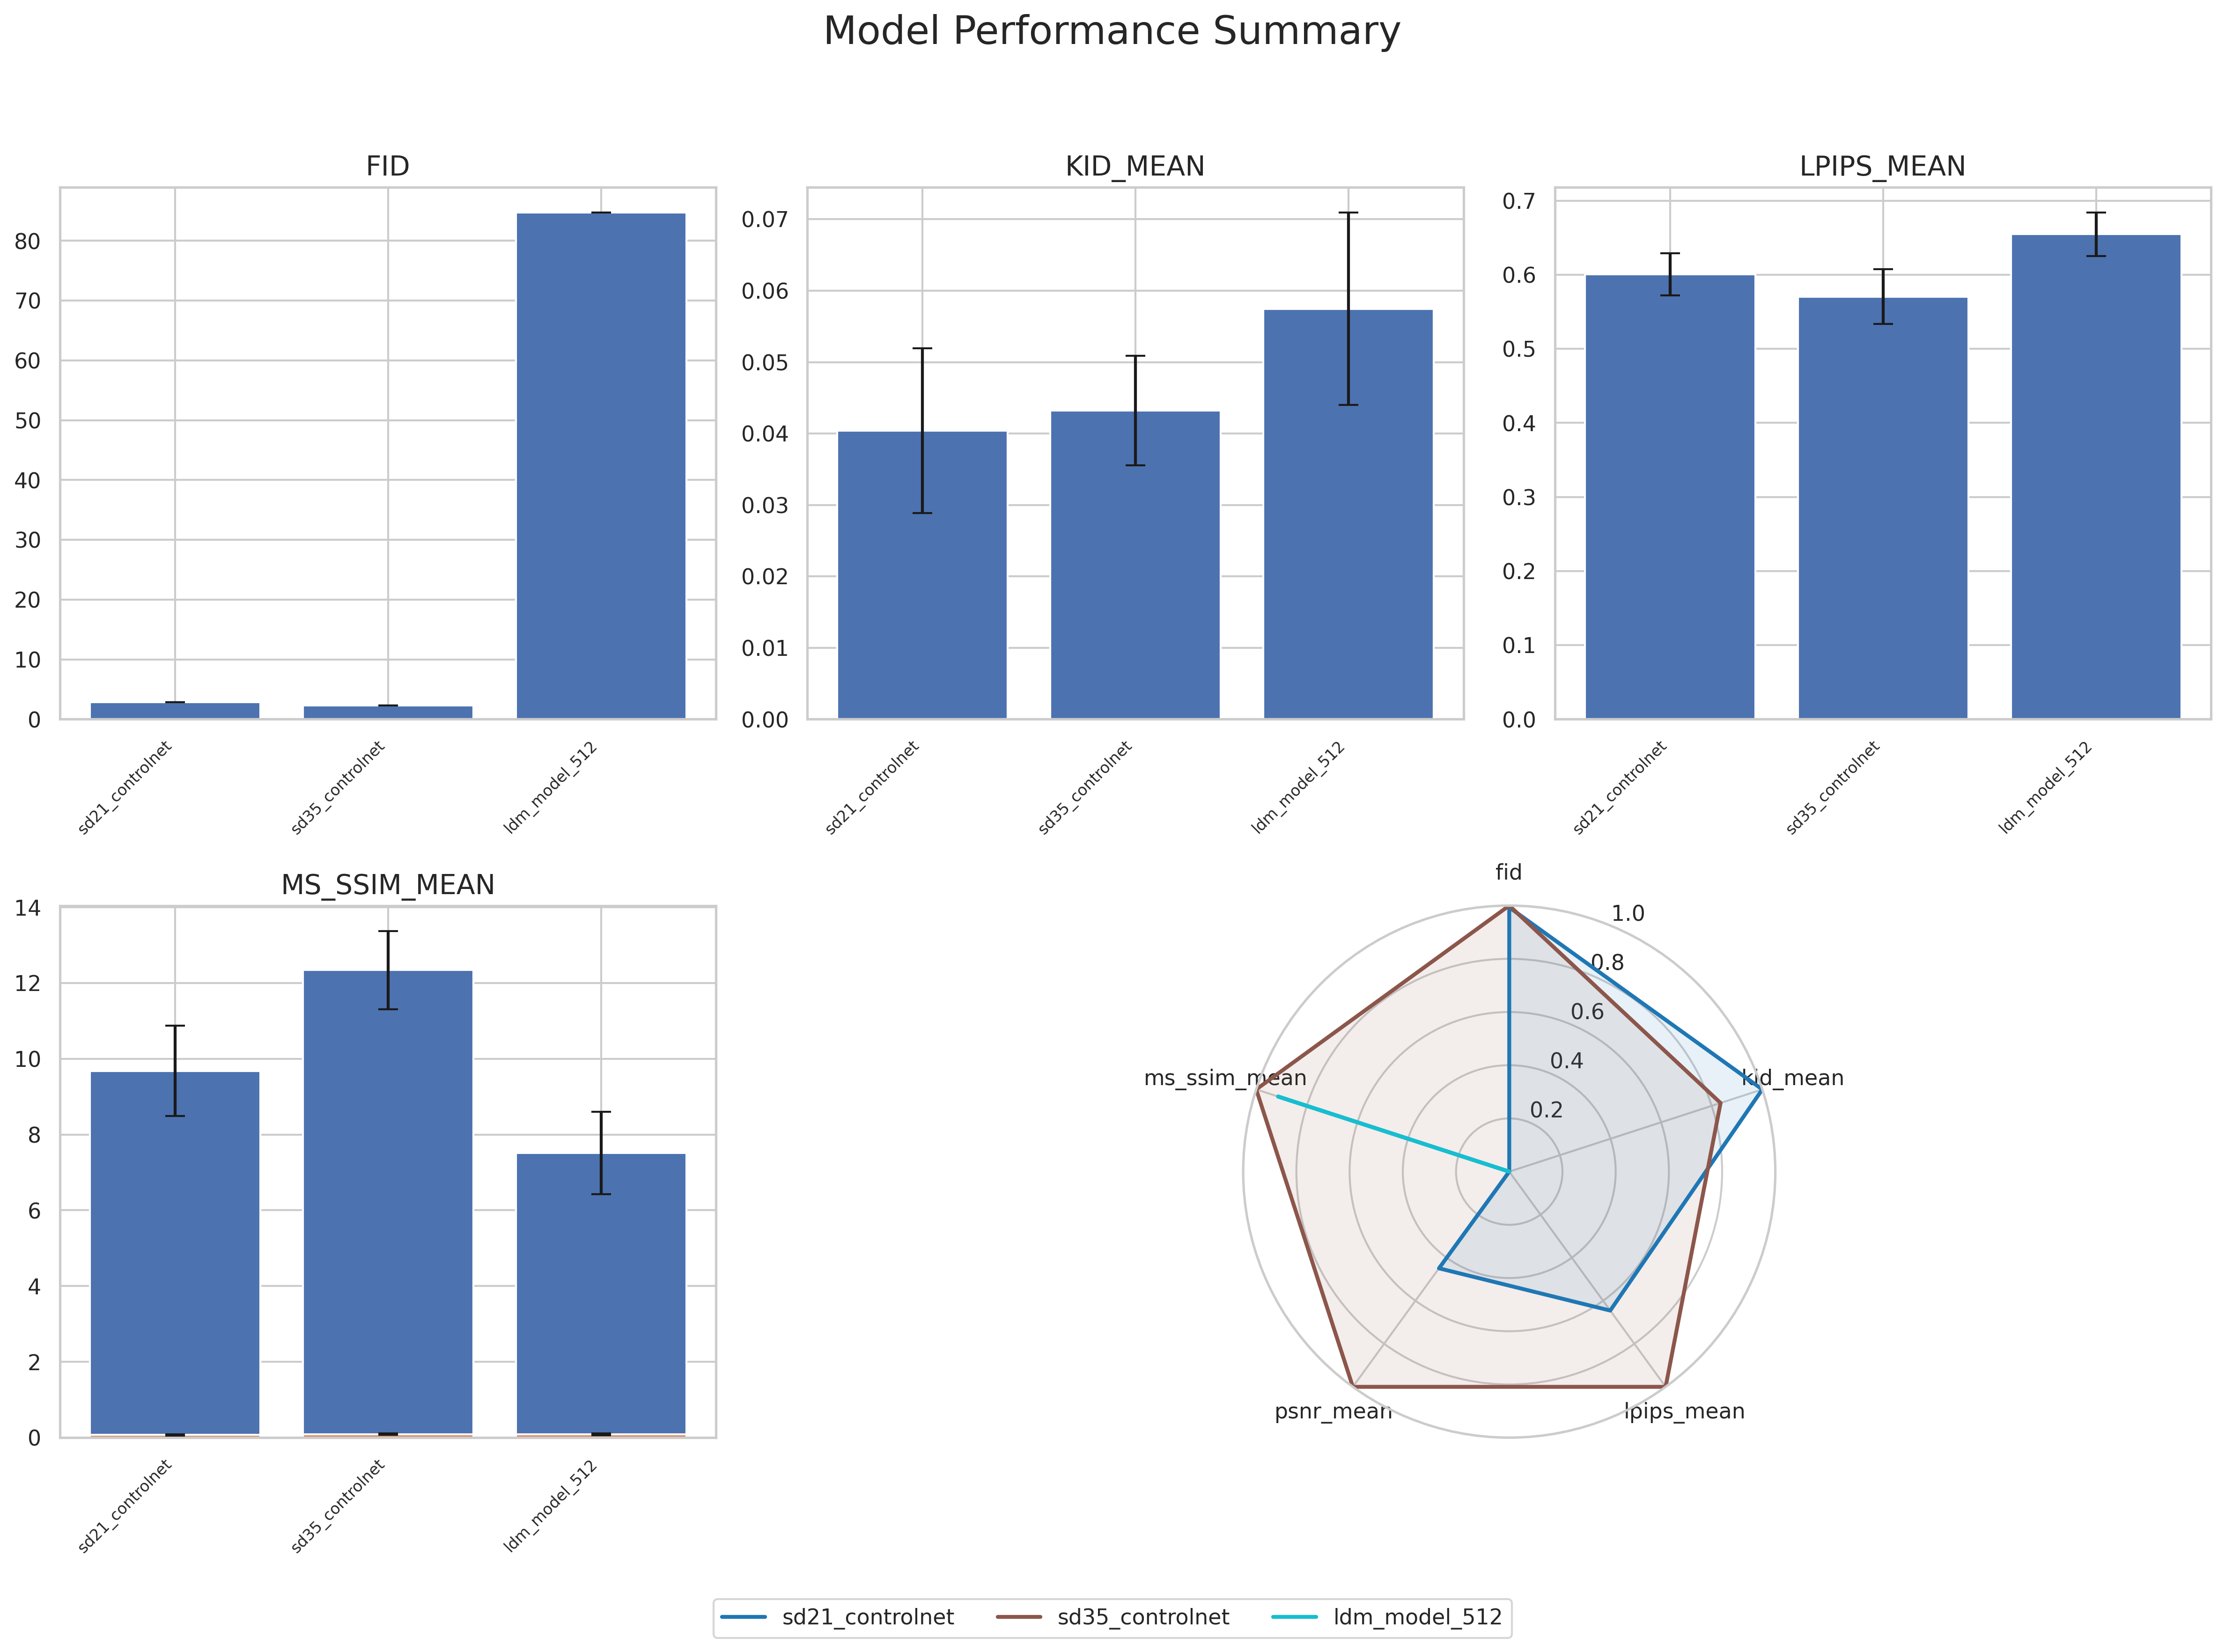 Model Performance Summary
FID
80
70
60
50
40
30
20
10
0
sd21_controlnet
sd35_controlnet
ldm_model_512
KID_MEAN
0.07
0.06
0.05
0.04
0.03
0.02
0.01
0.00
sd21_controlnet
sd35_controlnet
ldm_model_512
LPIPS_MEAN
0.7
0.6
0.5
0.4
0.3
0.2
0.1
0.0
sd21_controlnet
sd35_controlnet
ldm_model_512
MS_SSIM_MEAN
14
12
10
8
6
4
2
0
sd21_controlnet
sd35_controlnet
ldm_model_512
fid
1.0
0.8
0.6
0.4
0.2
ms_ssim_mean
kid_mean
psnr_mean
lpips_mean
sd21_controlnet
sd35_controlnet
ldm_model_512